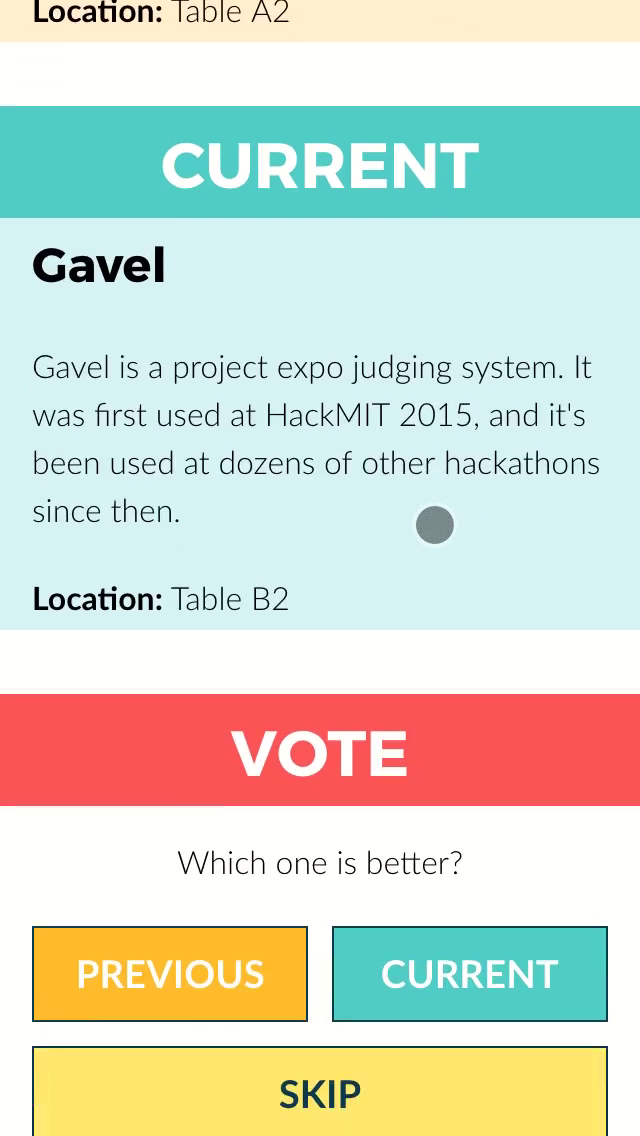 Location: Table A2
CURRENT
Gavel
Gavel is a project expo judging system. It
was first used at HackMIT 2015, and it's
been used at dozens of other hackathons
since then.
Location: Table B2
VOTE
Which one is better?
PREVIOUS
CURRENT
SKIP